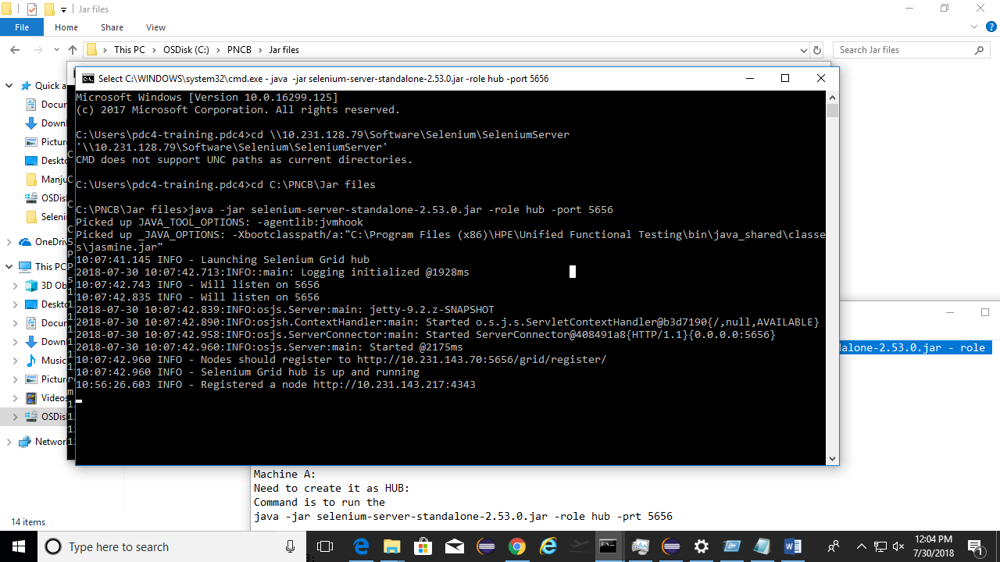 Jar files
File Home Share View
This PC OSDisk (C:) PNCB Jar files
Search Jar files
Quick a
Docum
Downl
Picture
Deskto
Manju
OSDis
Seleni
OneDriv
This PC
3D Ob
Deskto
Docum
Downl
Music
Picture
Videos
OSDis
Networ
14 items
Select C:\WINDOWS\system32\cmd.exe - java -jar selenium-server-standalone-2.53.0.jar -role hub -port 5656
Microsoft Windows [Version 10.0.16299.125]
(c) 2017 Microsoft Corporation. All rights reserved.
C:\Users\pdc4-training.pdc4>cd \\10.231.128.79\Software\Selenium\SeleniumServer
'\\10.231.128.79\Software\Selenium\SeleniumServer'
CMD does not support UNC paths as current directories.
C:\Users\pdc4-training.pdc4>cd C:\PNCB\Jar files
C:\PNCB\Jar files>java -jar selenium-server-standalone-2.53.0.jar -role hub -port 5656
Picked up JAVA_TOOL_OPTIONS: -agentlib:jvmhook
Picked up _JAVA_OPTIONS: -Xbootclasspath/a:"C:\Program Files (x86)\HPE\Unified Functional Testing\bin\java_shared\classe
s\jasmine.jar"
10:07:41.145 INFO - Launching Selenium Grid hub
2018-07-30 10:07:42.713:INFO::main: Logging initialized @1928ms
10:07:42.743 INFO - Will listen on 5656
10:07:42.835 INFO - Will listen on 5656
2018-07-30 10:07:42.839:INFO:osjs.Server:main: jetty-9.2.z-SNAPSHOT
2018-07-30 10:07:42.890:INFO:osjsh.ContextHandler:main: Started o.s.j.s.ServletContextHandler@b3d7190{/,null,AVAILABLE}
2018-07-30 10:07:42.958:INFO:osjs.ServerConnector:main: Started ServerConnector@408491a8{HTTP/1.1}{0.0.0.0:5656}
2018-07-30 10:07:42.960:INFO:osjs.Server:main: Started @2175ms
10:07:42.960 INFO - Nodes should register to http://10.231.143.70:5656/grid/register/
10:07:42.960 INFO - Selenium Grid hub is up and running
10:56:26.603 INFO - Registered a node http://10.231.143.217:4343
dalone-2.53.0.jar - role
Machine A:
Need to create it as HUB:
Command is to run the
java -jar selenium-server-standalone-2.53.0.jar -role hub -prt 5656
Type here to search
12:04 PM
7/30/2018
1